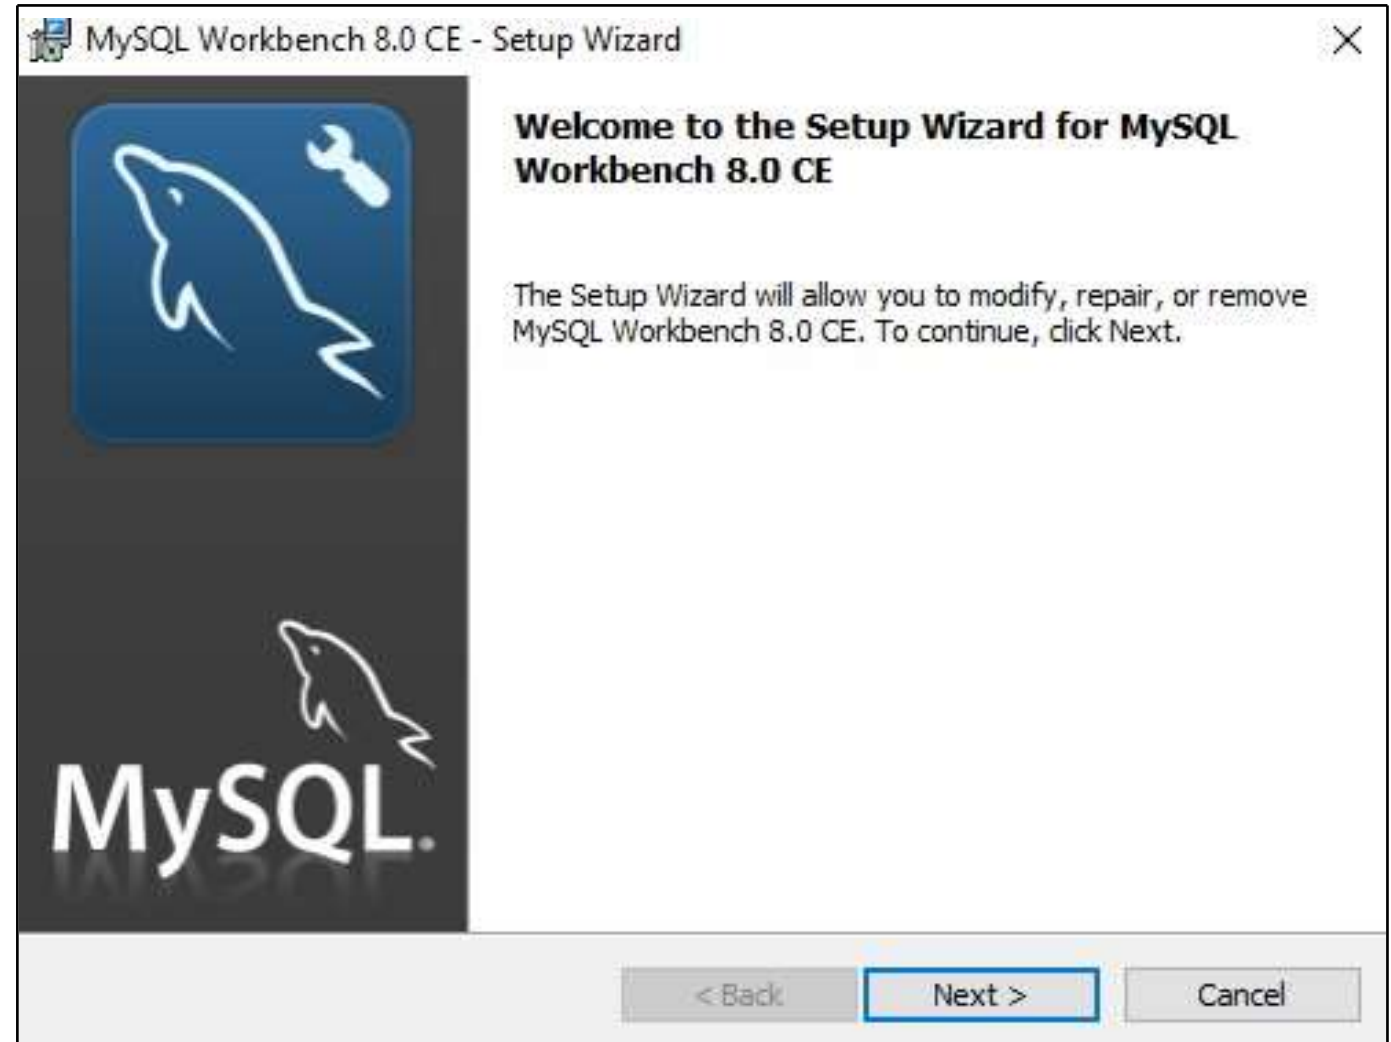 MySQL Workbench 8.0 CE - Setup Wizard
Welcome to the Setup Wizard for MySQL
Workbench 8.0 CE
The Setup Wizard will allow you to modify, repair, or remove
MySQL Workbench 8.0 CE. To continue, click Next.
MySQL.
< Back
Next >
Cancel